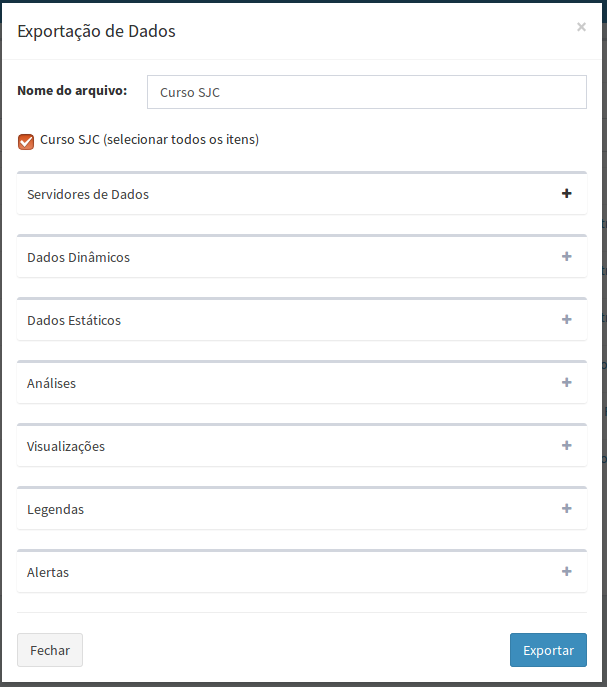 Exportação de Dados ×
Nome do arquivo: Curso SJC
Curso SJC (selecionar todos os itens)
Servidores de Dados +
Dados Dinâmicos +
Dados Estáticos +
Análises +
Visualizações +
Legendas +
Alertas +
Fechar Exportar